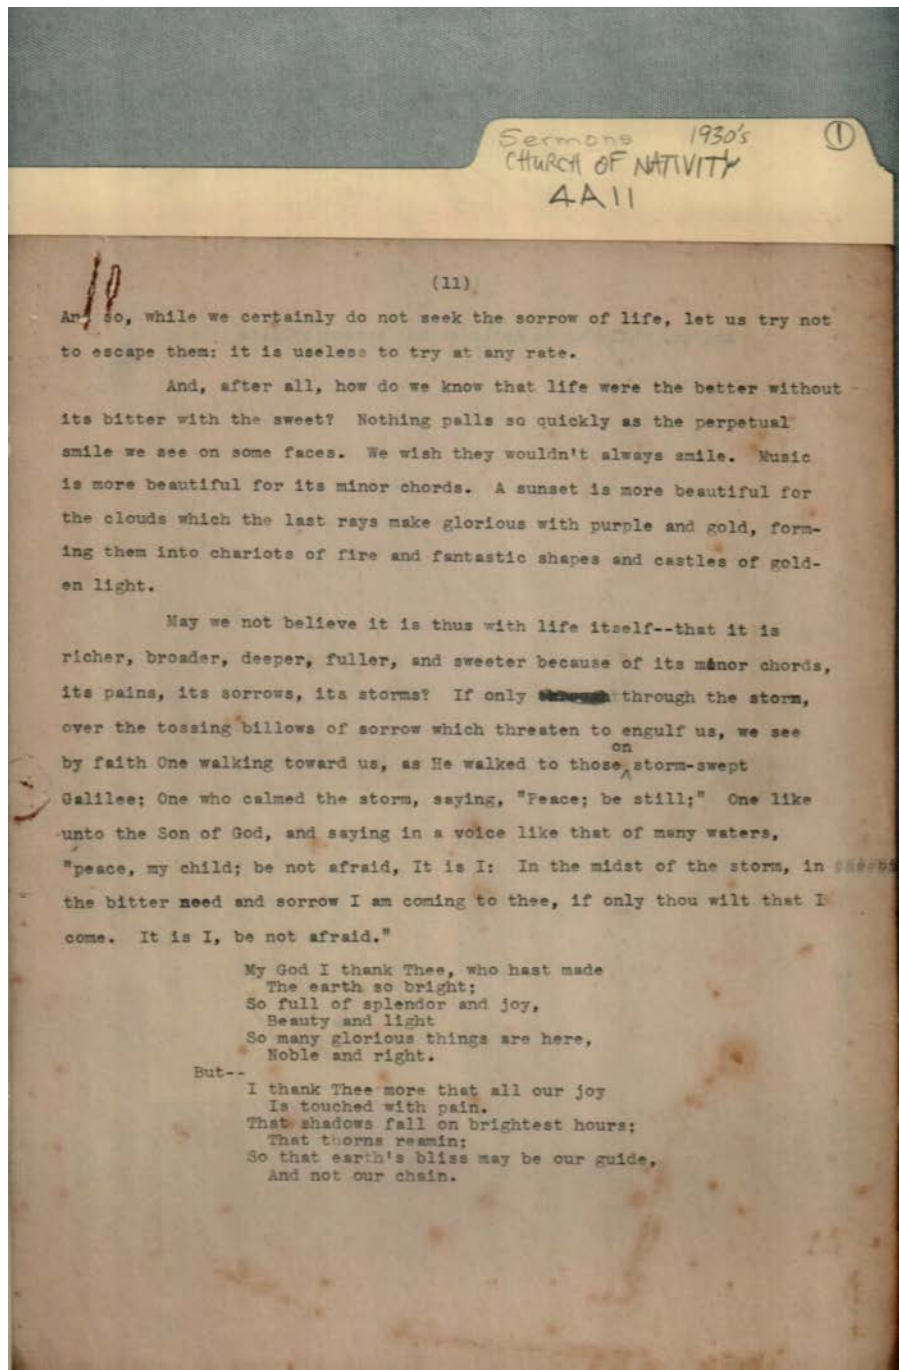 Sermons 1930's ①
CHURCH OF NATIVITY
4A11
(11)
And so, while we certainly do not seek the sorrow of life, let us try not
to escape them: it is useless to try at any rate.
And, after all, how do we know that life were the better without
its bitter with the sweet? Nothing palls so quickly as the perpetual
smile we see on some faces. We wish they wouldn't always smile. Music
is more beautiful for its minor chords. A sunset is more beautiful for
the clouds which the last rays make glorious with purple and gold, form-
ing them into chariots of fire and fantastic shapes and castles of gold-
en light.
May we not believe it is thus with life itself--that it is
richer, broader, deeper, fuller, and sweeter because of its minor chords,
its pains, its sorrows, its storms? If only through the storm,
over the tossing billows of sorrow which threaten to engulf us, we see
on
by faith One walking toward us, as He walked to those storm-swept
Galilee; One who calmed the storm, saying, "Peace; be still;" One like
unto the Son of God, and saying in a voice like that of many waters,
"peace, my child; be not afraid, It is I: In the midst of the storm, in
the bitter need and sorrow I am coming to thee, if only thou wilt that I
come. It is I, be not afraid."
My God I thank Thee, who hast made
The earth so bright;
So full of splendor and joy,
Beauty and light
So many glorious things are here,
Noble and right.
But--
I thank Thee more that all our joy
Is touched with pain.
That shadows fall on brightest hours;
That thorns reamin;
So that earth's bliss may be our guide,
And not our chain.